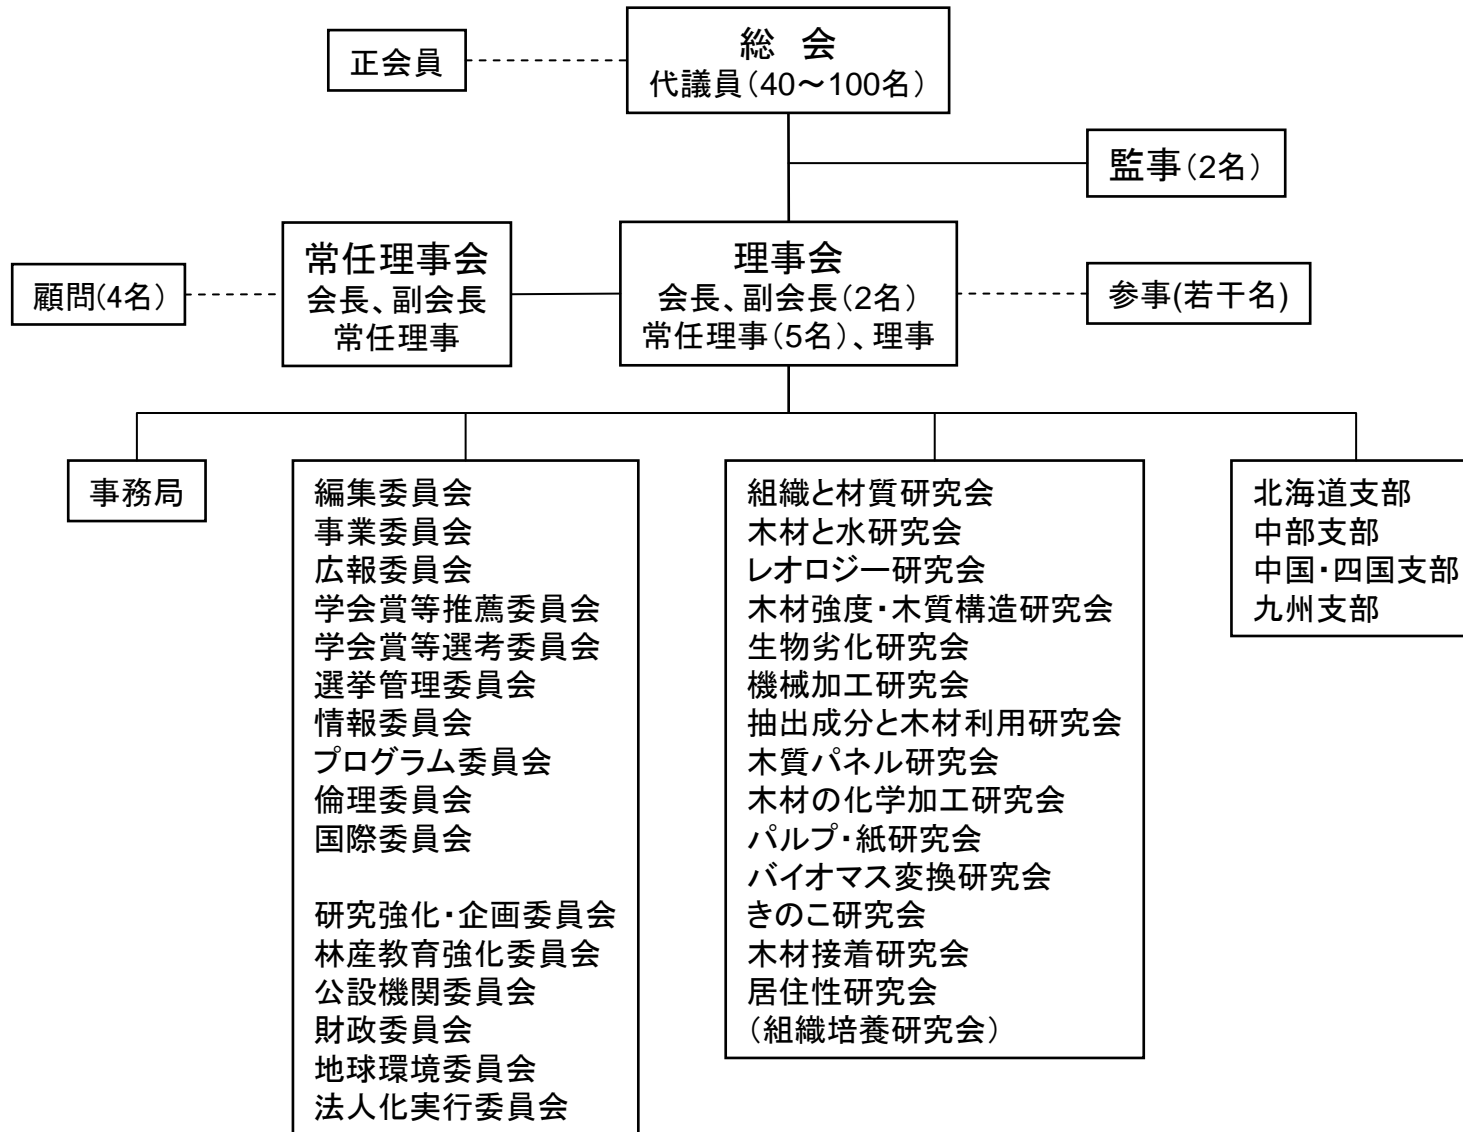 総 会
代議員（40～100名）
正会員
監事（2名）
常任理事会
会長、副会長
常任理事
理事会
会長、副会長（2名）
常任理事（5名）、理事
顧問(4名)
参事(若干名)
事務局
編集委員会
事業委員会
広報委員会
学会賞等推薦委員会
学会賞等選考委員会
選挙管理委員会
情報委員会
プログラム委員会
倫理委員会
国際委員会
研究強化・企画委員会
林産教育強化委員会
公設機関委員会
財政委員会
地球環境委員会
法人化実行委員会
組織と材質研究会
木材と水研究会
レオロジー研究会
木材強度・木質構造研究会
生物劣化研究会
機械加工研究会
抽出成分と木材利用研究会
木質パネル研究会
木材の化学加工研究会
パルプ・紙研究会
バイオマス変換研究会
きのこ研究会
木材接着研究会
居住性研究会
（組織培養研究会）
北海道支部
中部支部
中国・四国支部
九州支部